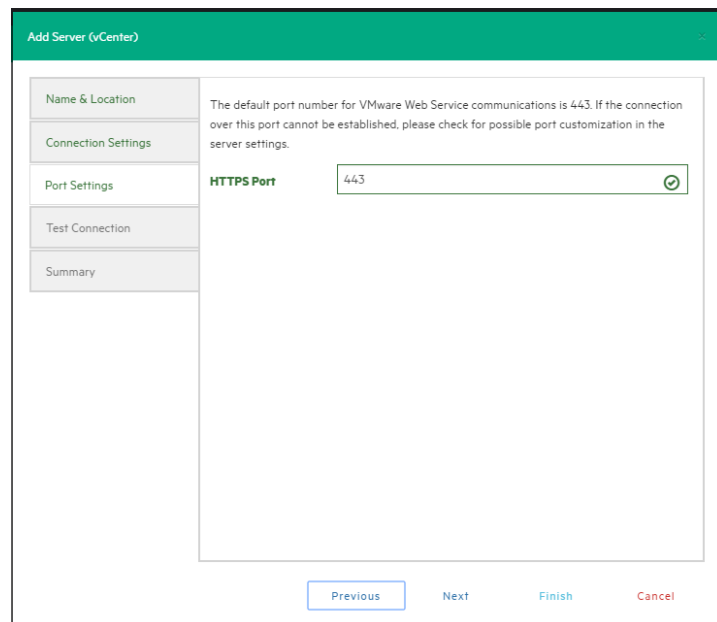 Add Server (vCenter)
×
Name & Location
Connection Settings
Port Settings
Test Connection
Summary
The default port number for VMware Web Service communications is 443. If the connection
over this port cannot be established, please check for possible port customization in the
server settings.
HTTPS Port 443
Previous Next Finish Cancel